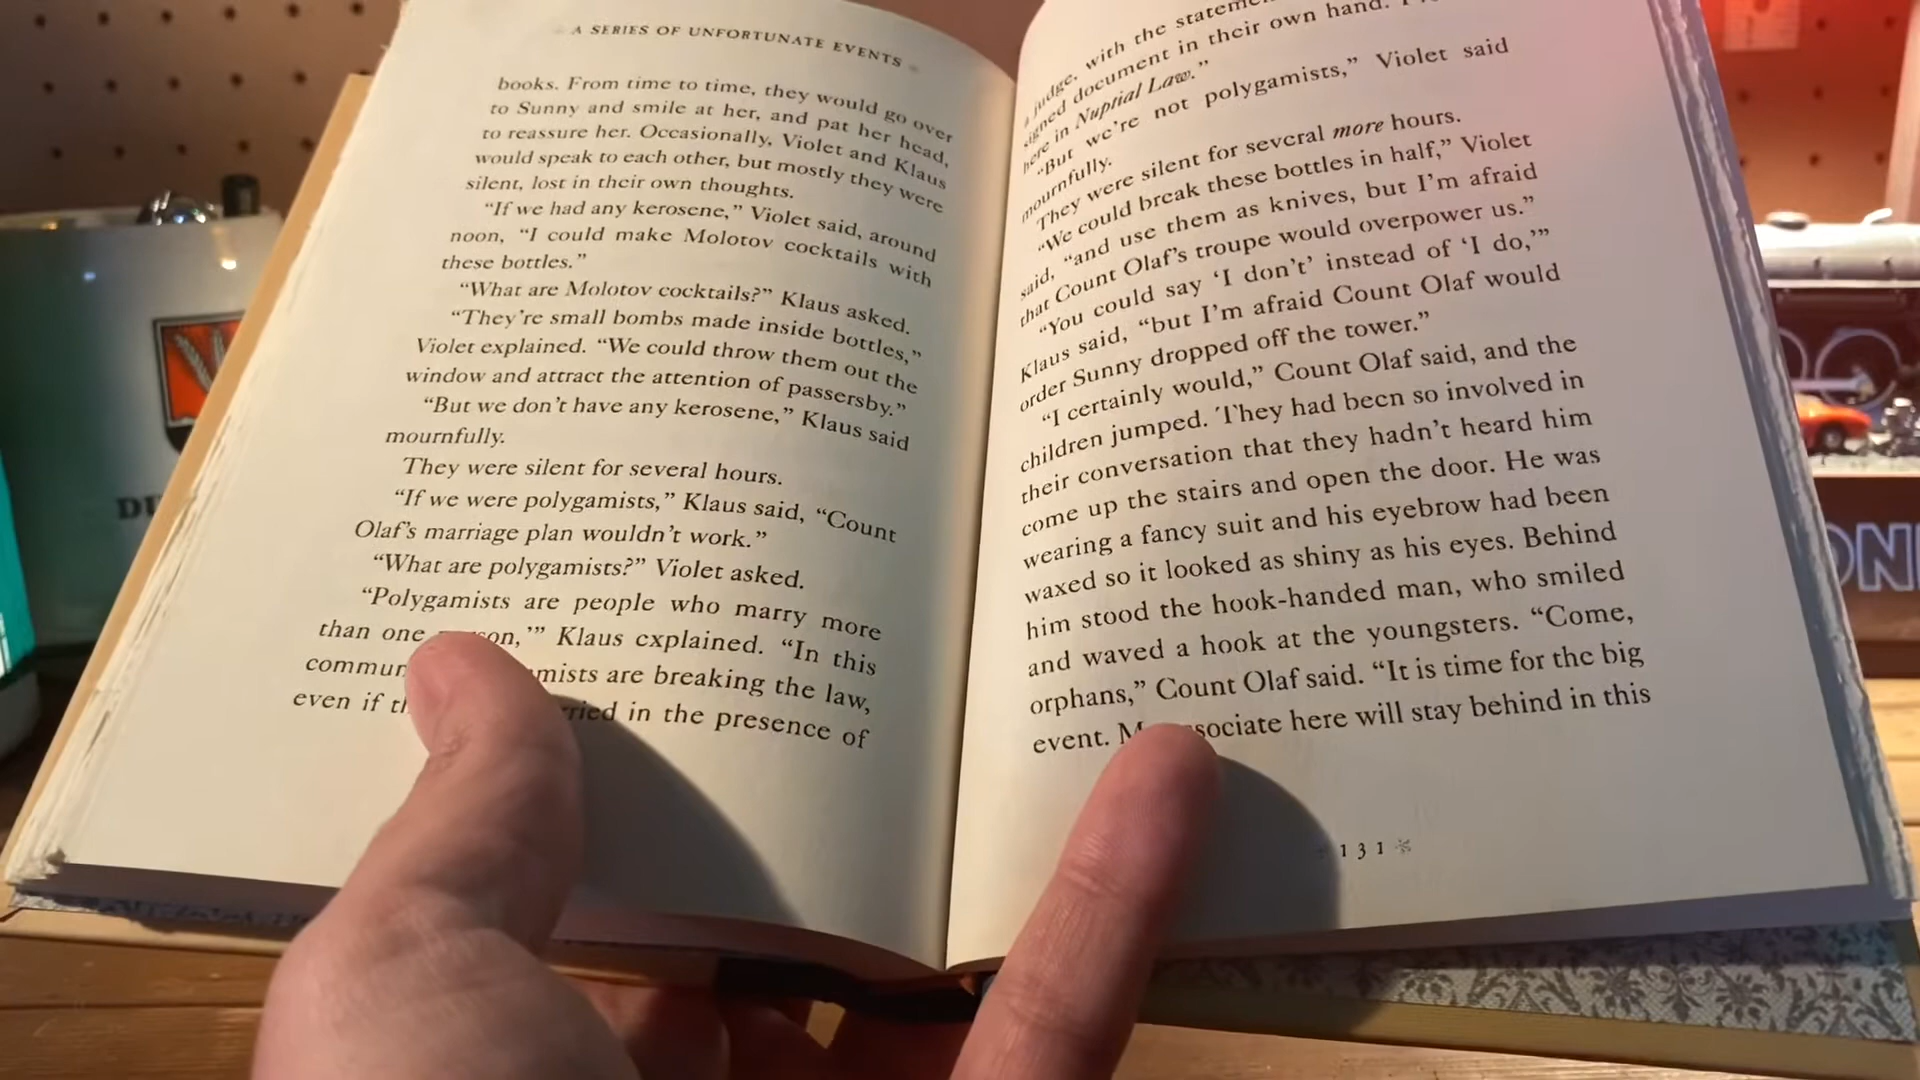 A SERIES OF UNFORTUNATE EVENTS
books. From time to time, they would go over
to Sunny and smile at her, and pat her head,
to reassure her. Occasionally, Violet and Klaus
would speak to each other, but mostly they were
silent, lost in their own thoughts.
“If we had any kerosene,” Violet said, around
noon, “I could make Molotov cocktails with
these bottles.”
“What are Molotov cocktails?” Klaus asked.
“They’re small bombs made inside bottles,”
Violet explained. “We could throw them out the
window and attract the attention of passersby.”
“But we don’t have any kerosene,” Klaus said
mournfully.
They were silent for several hours.
“If we were polygamists,” Klaus said, “Count
Olaf’s marriage plan wouldn’t work.”
“What are polygamists?” Violet asked.
“Polygamists are people who marry more
than one son,’” Klaus explained. “In this
commun mists are breaking the law,
even if th rried in the presence of
a judge, with the statemen
signed document in their own hand.
here in Nuptial Law.”
“But we’re not polygamists,” Violet said
mournfully.
They were silent for several more hours.
“We could break these bottles in half,” Violet
said, “and use them as knives, but I’m afraid
that Count Olaf’s troupe would overpower us.”
“You could say ‘I don’t’ instead of ‘I do,’”
Klaus said, “but I’m afraid Count Olaf would
order Sunny dropped off the tower.”
“I certainly would,” Count Olaf said, and the
children jumped. They had been so involved in
their conversation that they hadn’t heard him
come up the stairs and open the door. He was
wearing a fancy suit and his eyebrow had been
waxed so it looked as shiny as his eyes. Behind
him stood the hook-handed man, who smiled
and waved a hook at the youngsters. “Come,
orphans,” Count Olaf said. “It is time for the big
event. M sociate here will stay behind in this
131